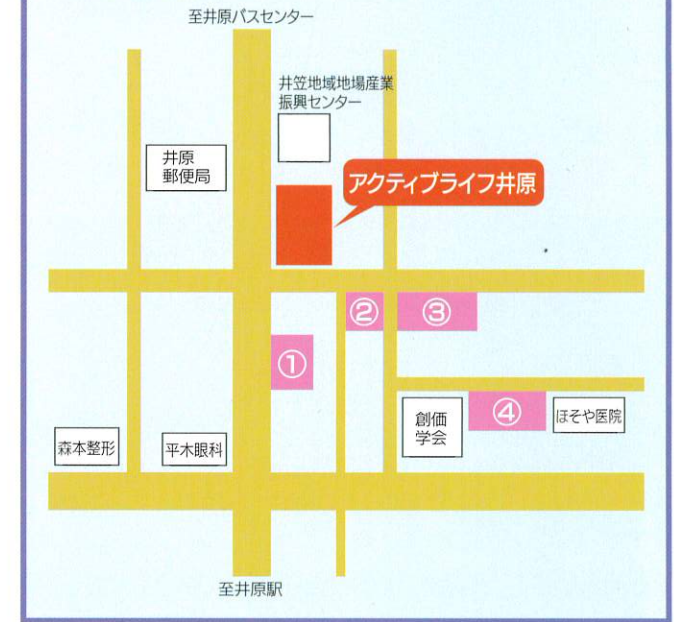 至井原バスセンター
井笠地域地場産業
振興センター
井原
郵便局
アクティブライフ井原
②
③
①
④
創価
学会
ほそや医院
森本整形
平木眼科
至井原駅